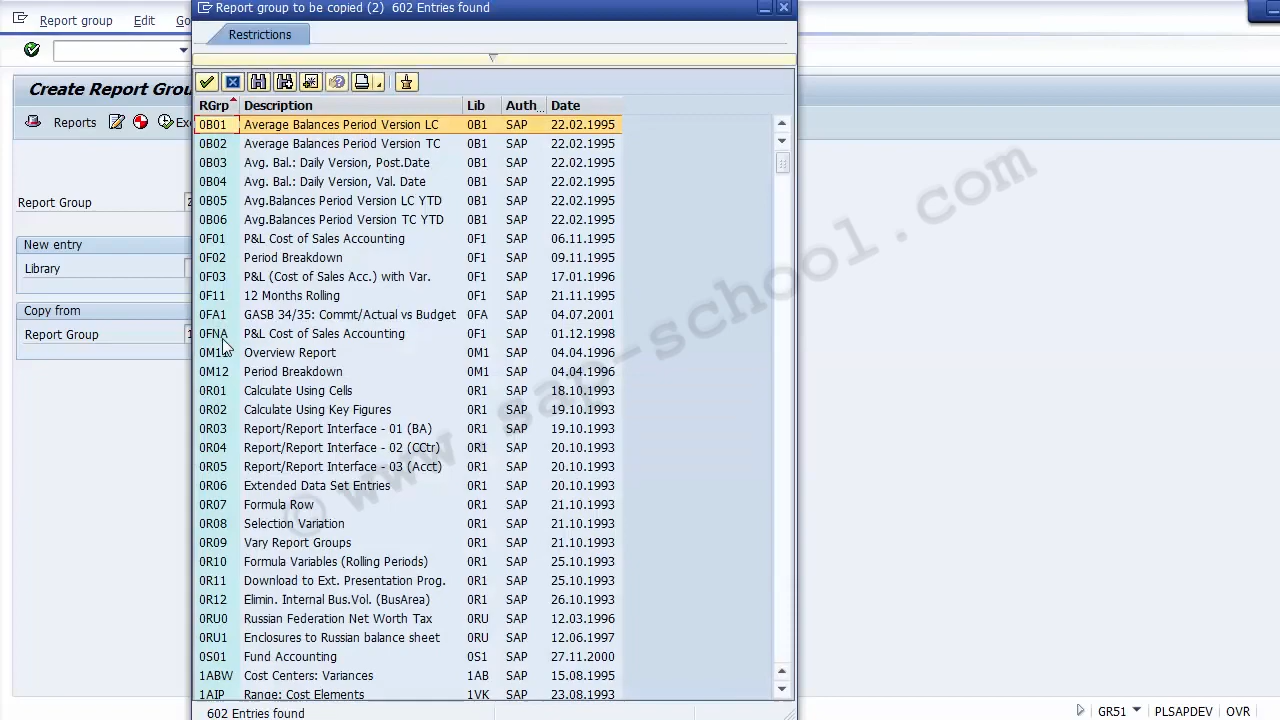 Report group Edit Go
Report group to be copied (2) 602 Entries found
Restrictions
Create Report Grou
Reports
Exe
Report Group
New entry
Library
Copy from
Report Group 1
RGrp Description Lib Auth.. Date
0B01 Average Balances Period Version LC 0B1 SAP 22.02.1995
0B02 Average Balances Period Version TC 0B1 SAP 22.02.1995
0B03 Avg. Bal.: Daily Version, Post.Date 0B1 SAP 22.02.1995
0B04 Avg. Bal.: Daily Version, Val. Date 0B1 SAP 22.02.1995
0B05 Avg.Balances Period Version LC YTD 0B1 SAP 22.02.1995
0B06 Avg.Balances Period Version TC YTD 0B1 SAP 22.02.1995
0F01 P&L Cost of Sales Accounting 0F1 SAP 06.11.1995
0F02 Period Breakdown 0F1 SAP 09.11.1995
0F03 P&L (Cost of Sales Acc.) with Var. 0F1 SAP 17.01.1996
0F11 12 Months Rolling 0F1 SAP 21.11.1995
0FA1 GASB 34/35: Commt/Actual vs Budget 0FA SAP 04.07.2001
0FNA P&L Cost of Sales Accounting 0F1 SAP 01.12.1998
Overview Report 0M1 SAP 04.04.1996
0M12 Period Breakdown 0M1 SAP 04.04.1996
0R01 Calculate Using Cells 0R1 SAP 18.10.1993
0R02 Calculate Using Key Figures 0R1 SAP 19.10.1993
0R03 Report/Report Interface - 01 (BA) 0R1 SAP 19.10.1993
0R04 Report/Report Interface - 02 (CCtr) 0R1 SAP 20.10.1993
0R05 Report/Report Interface - 03 (Acct) 0R1 SAP 20.10.1993
0R06 Extended Data Set Entries 0R1 SAP 20.10.1993
0R07 Formula Row 0R1 SAP 21.10.1993
0R08 Selection Variation 0R1 SAP 21.10.1993
0R09 Vary Report Groups 0R1 SAP 21.10.1993
0R10 Formula Variables (Rolling Periods) 0R1 SAP 25.10.1993
0R11 Download to Ext. Presentation Prog. 0R1 SAP 25.10.1993
0R12 Elimin. Internal Bus.Vol. (BusArea) 0R1 SAP 26.10.1993
0RU0 Russian Federation Net Worth Tax 0RU SAP 12.03.1996
0RU1 Enclosures to Russian balance sheet 0RU SAP 12.06.1997
0S01 Fund Accounting 0S1 SAP 27.11.2000
1ABW Cost Centers: Variances 1AB SAP 15.08.1995
1AIP Range: Cost Elements 1VK SAP 23.08.1993
602 Entries found
GR51 PLSAPDEV OVR
© www.sap-school.com